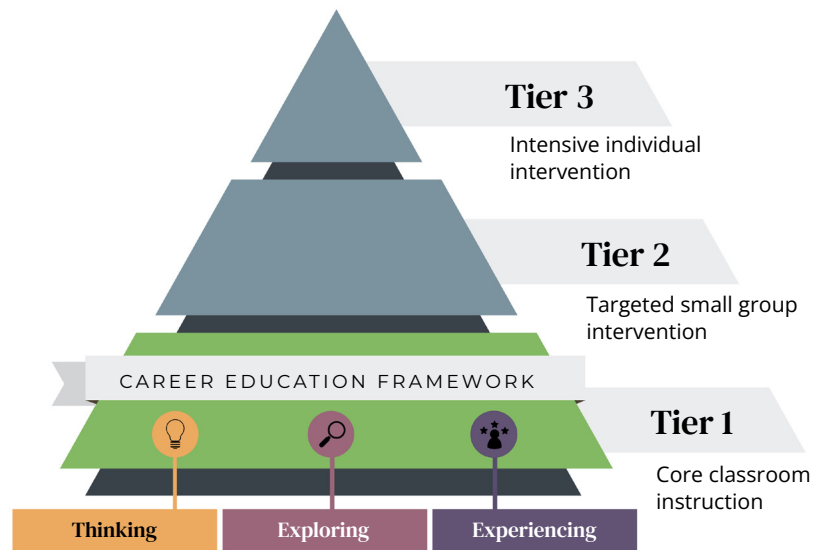 Tier 3
Intensive individual
intervention
Tier 2
Targeted small group
intervention
CAREER EDUCATION FRAMEWORK
Tier 1
Core classroom
instruction
Thinking
Exploring
Experiencing